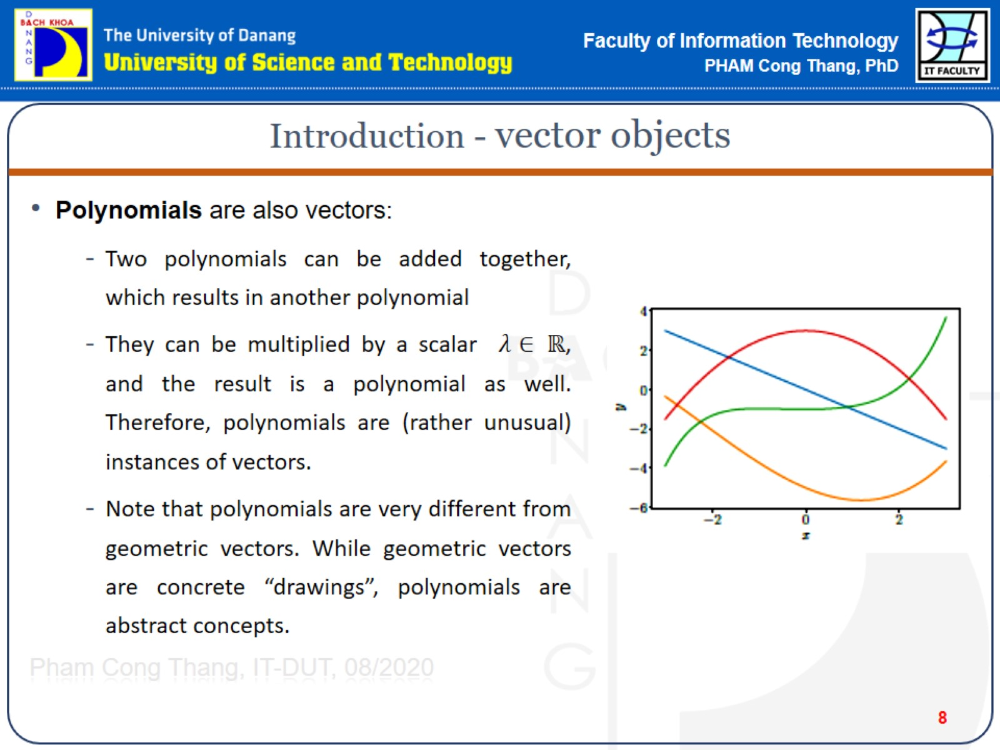 DANANG
BACH KHOA
The University of Danang
University of Science and Technology
Faculty of Information Technology
PHAM Cong Thang, PhD
IT FACULTY
Introduction - vector objects
• Polynomials are also vectors:
- Two polynomials can be added together,
which results in another polynomial
- They can be multiplied by a scalar λ ∈ ℝ,
and the result is a polynomial as well.
Therefore, polynomials are (rather unusual)
instances of vectors.
- Note that polynomials are very different from
geometric vectors. While geometric vectors
are concrete “drawings”, polynomials are
abstract concepts.
4
2
0
−2
−4
−6
y
−2 0 2
x
DANANG
BA
Pham Cong Thang, IT-DUT, 08/2020
8